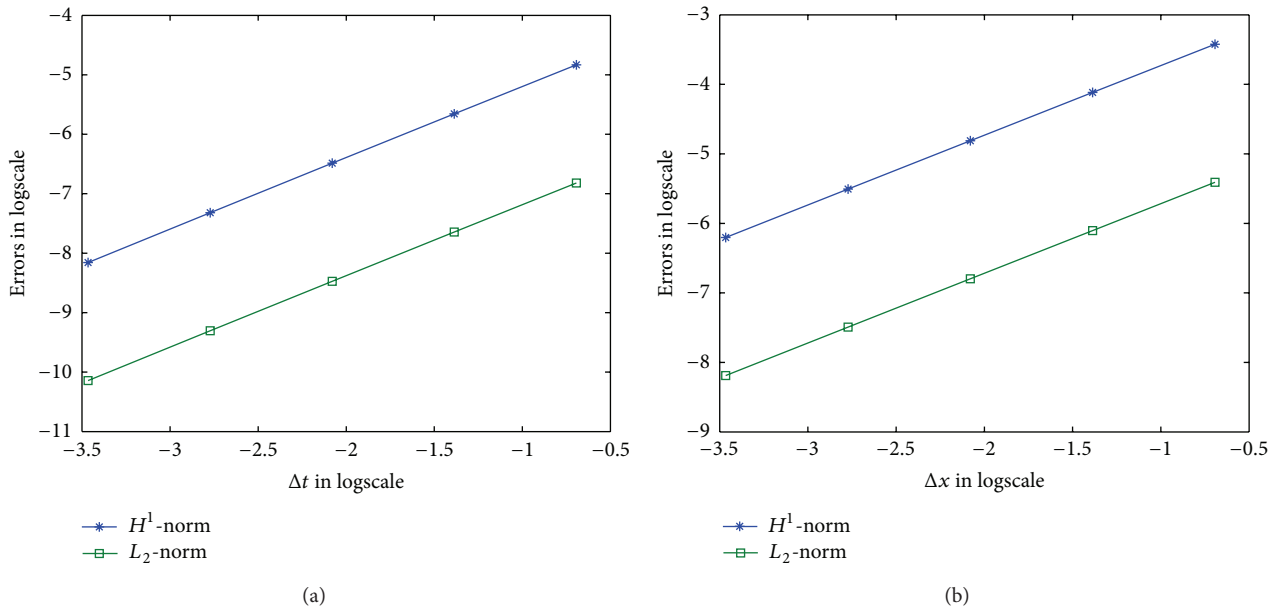 −4
−5
−6
−7
−8
−9
−10
−11
−3.5 −3 −2.5 −2 −1.5 −1 −0.5
Errors in logscale
Δt in logscale
H¹-norm
L₂-norm
(a)
−3
−4
−5
−6
−7
−8
−9
−3.5 −3 −2.5 −2 −1.5 −1 −0.5
Errors in logscale
Δx in logscale
H¹-norm
L₂-norm
(b)